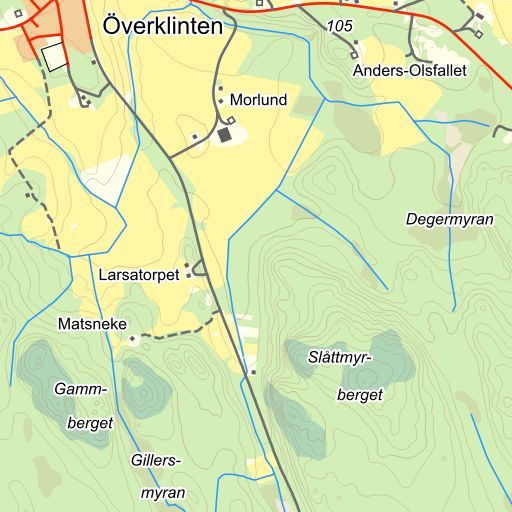 Överklinten
105
Anders-Olsfallet
Morlund
Degermyran
Larsatorpet
Matsneke
Slåttmyr-
berget
Gamm-
berget
Gillers-
myran